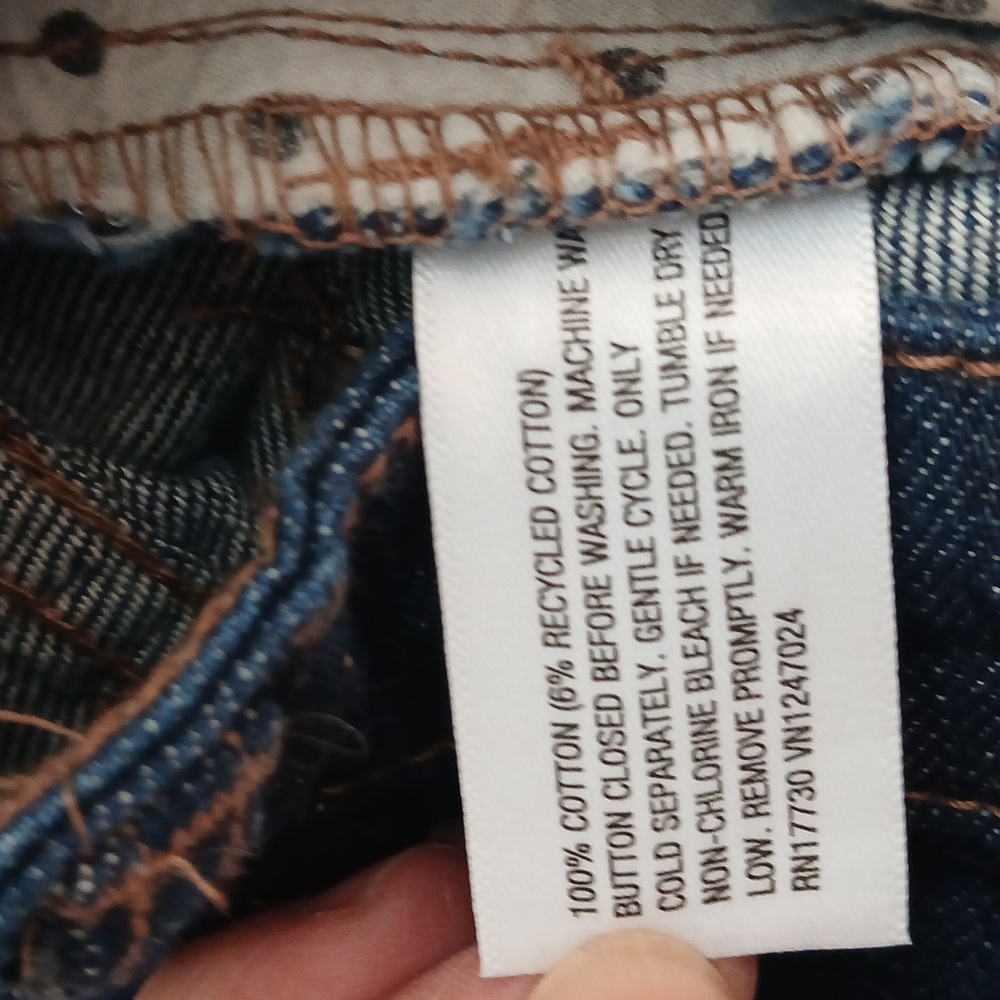 100% COTTON (6% RECYCLED COTTON)
BUTTON CLOSED BEFORE WASHING. MACHINE WA
COLD SEPARATELY. GENTLE CYCLE. ONLY
NON-CHLORINE BLEACH IF NEEDED. TUMBLE DRY
LOW. REMOVE PROMPTLY. WARM IRON IF NEEDED.
RN17730 VN1247024